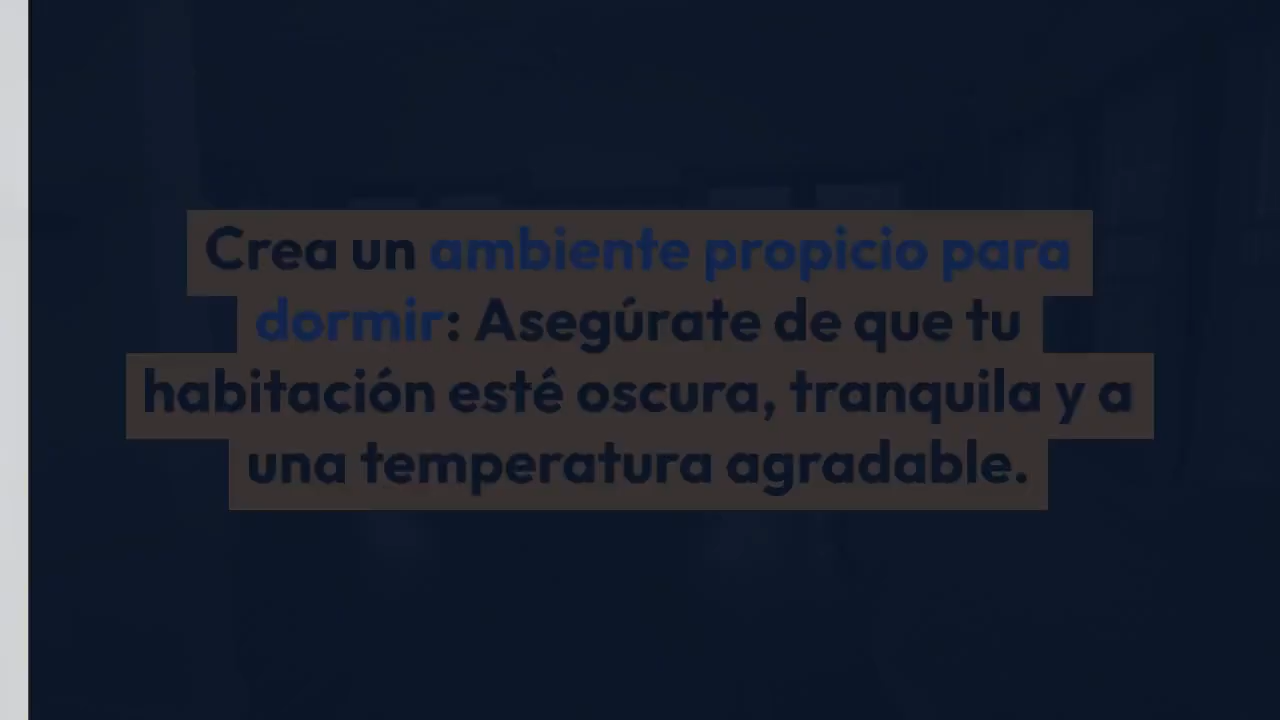 Crea un ambiente propicio para
dormir: Asegúrate de que tu
habitación esté oscura, tranquila y a
una temperatura agradable.